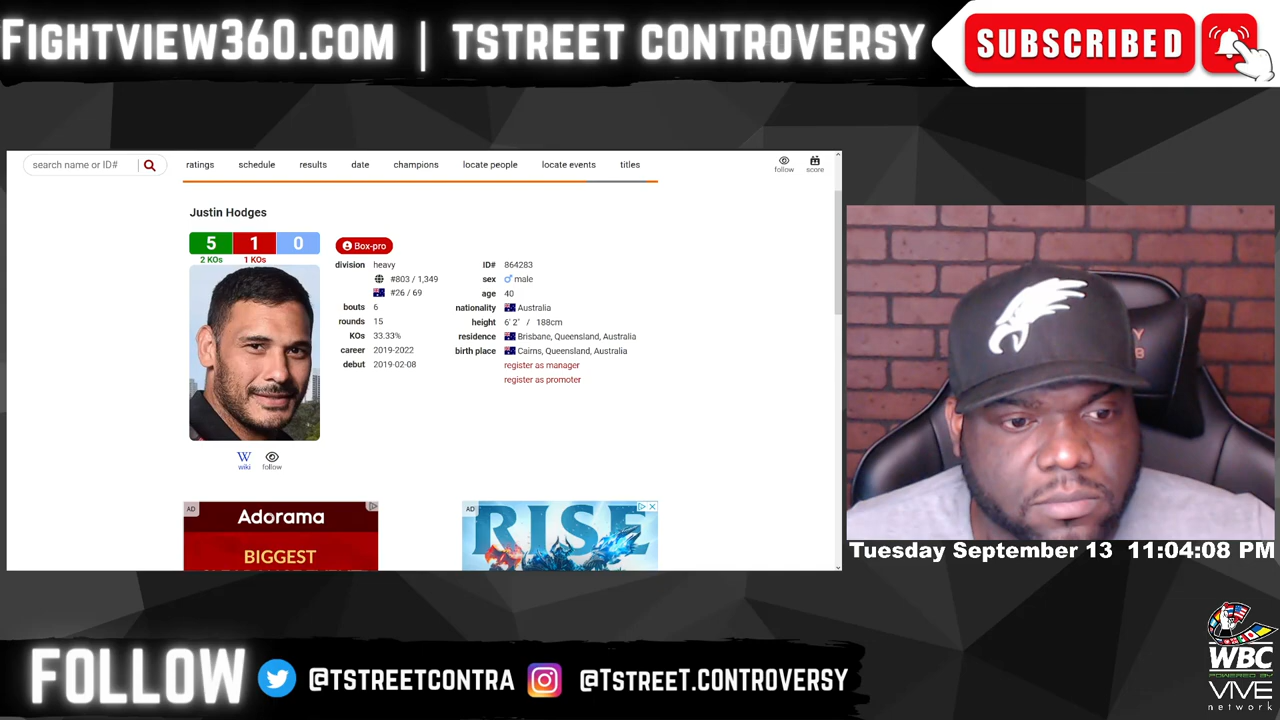 FIGHTVIEW360.COM | TSTREET CONTROVERSY
SUBSCRIBED
search name or ID#
ratings schedule results date champions locate people locate events titles
follow
score
Justin Hodges
5 1 0
2 KOs 1 KOs
Box-pro
division heavy
#803 / 1,349
#26 / 69
bouts 6
rounds 15
KOs 33.33%
career 2019-2022
debut 2019-02-08
ID# 864283
sex male
age 40
nationality Australia
height 6' 2" / 188cm
residence Brisbane, Queensland, Australia
birth place Cairns, Queensland, Australia
register as manager
register as promoter
W
wiki
follow
AD
Adorama
BIGGEST
AD
RISE
Tuesday September 13 11:04:08 PM
FOLLOW @TSTREETCONTRA @TSTREET.CONTROVERSY
WBC
POWERED BY
VIVE
network